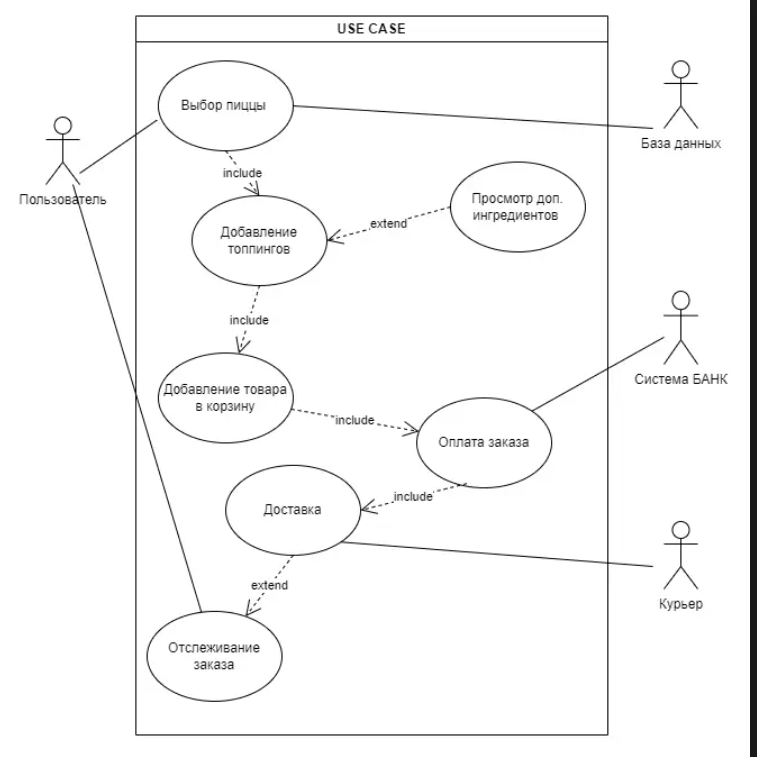 USE CASE
Выбор пиццы
База данных
Пользователь
include
Просмотр доп.
ингредиентов
extend
Добавление
топпингов
include
Система БАНК
Добавление товара
в корзину
include
Оплата заказа
include
Доставка
extend
Курьер
Отслеживание
заказа